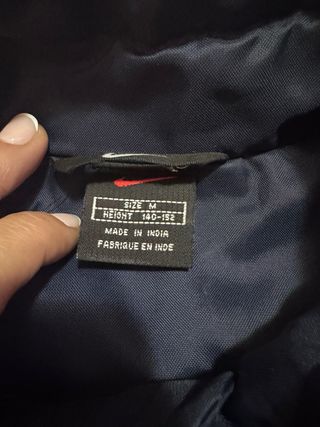 SIZE M
HEIGHT 140-152
MADE IN INDIA
FABRIQUE EN INDE